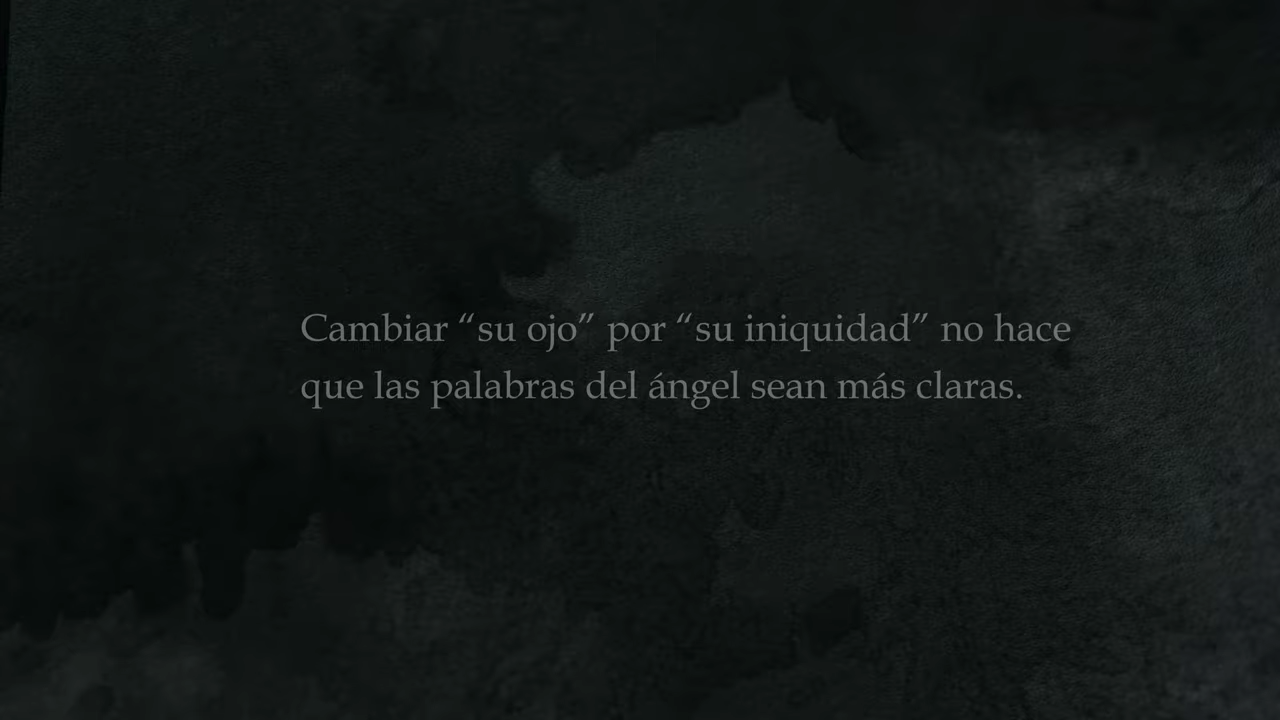 Cambiar “su ojo” por “su iniquidad” no hace
que las palabras del ángel sean más claras.